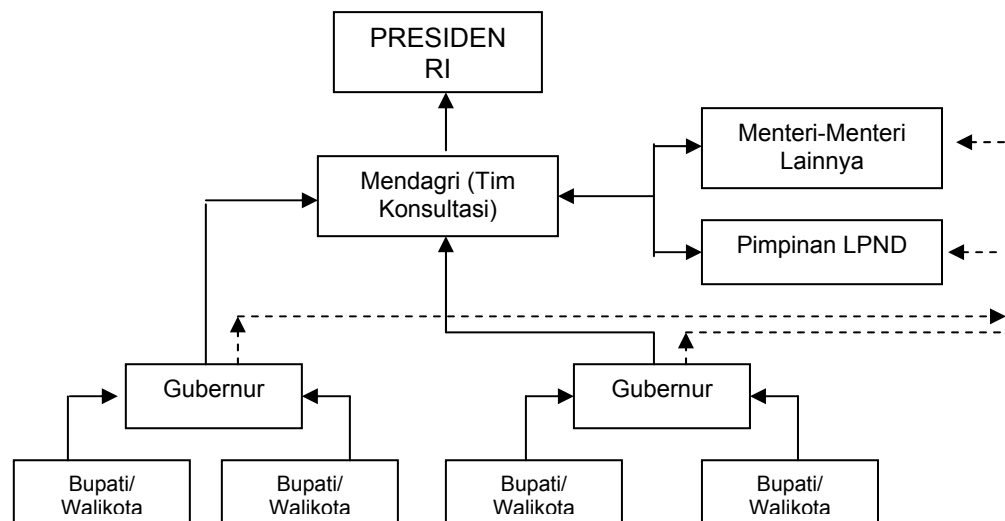 PRESIDEN
RI
Menteri-Menteri
Lainnya
Mendagri (Tim
Konsultasi)
Pimpinan LPND
Gubernur
Gubernur
Bupati/
Walikota
Bupati/
Walikota
Bupati/
Walikota
Bupati/
Walikota